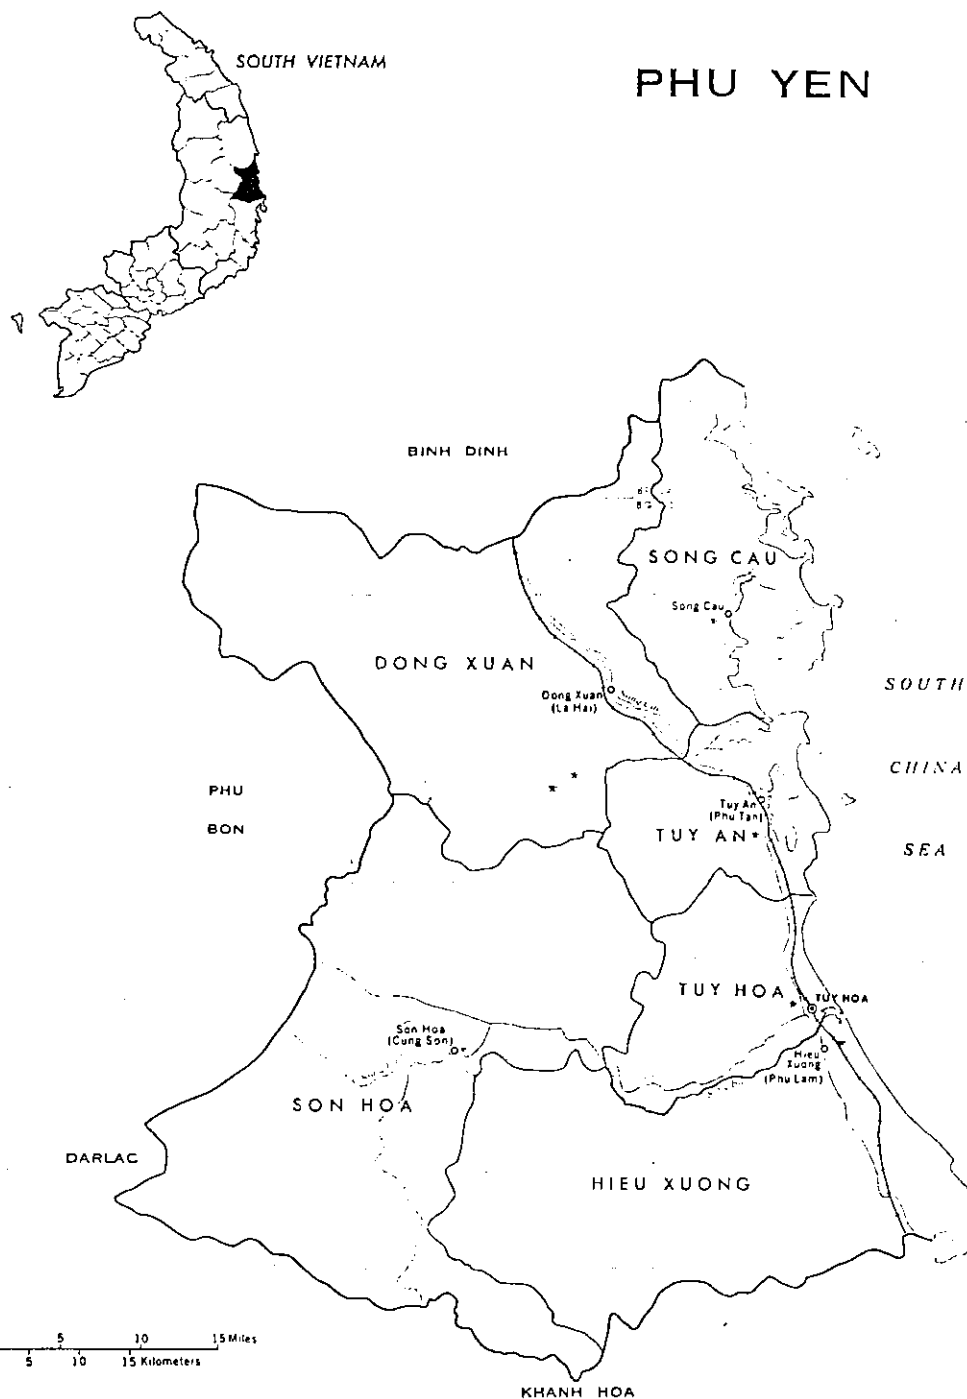 SOUTH VIETNAM
PHU YEN
BINH DINH
SONG CAU
Song Cau
DONG XUAN
SOUTH
Dong Xuan
(La Hai)
CHINA
PHU
BON
Tuy An
(Phu Tan)
TUY AN
SEA
TUY HOA
TUY HOA
Son Hoa
(Cung Son)
Hieu
Xuong
(Phu Lam)
SON HOA
DARLAC
HIEU XUONG
5 10 15 Miles
5 10 15 Kilometers
KHANH HOA